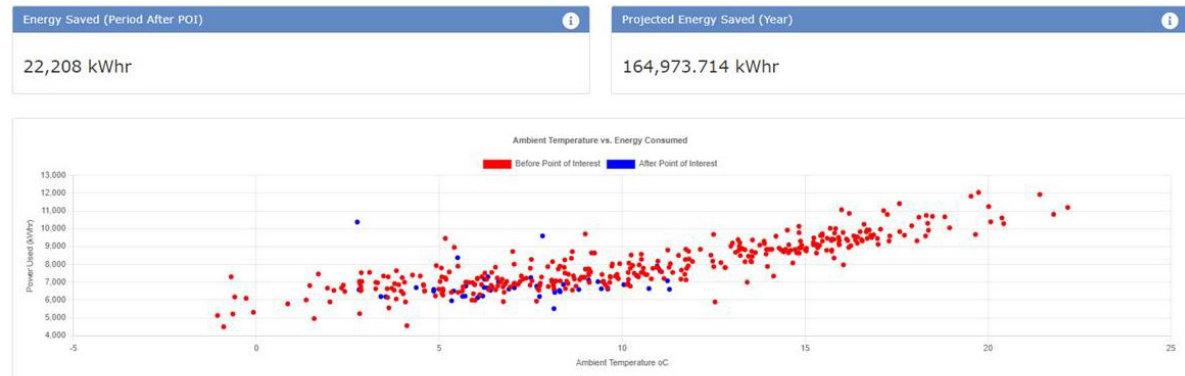 Energy Saved (Period After POI)
Projected Energy Saved (Year)
22,208 kWhr
164,973.714 kWhr
Ambient Temperature vs. Energy Consumed
Before Point of Interest After Point of Interest
13,000
12,000
11,000
10,000
9,000
8,000
7,000
6,000
5,000
4,000
Power Used (kWhr)
-5 0 5 10 15 20 25
Ambient Temperature oC